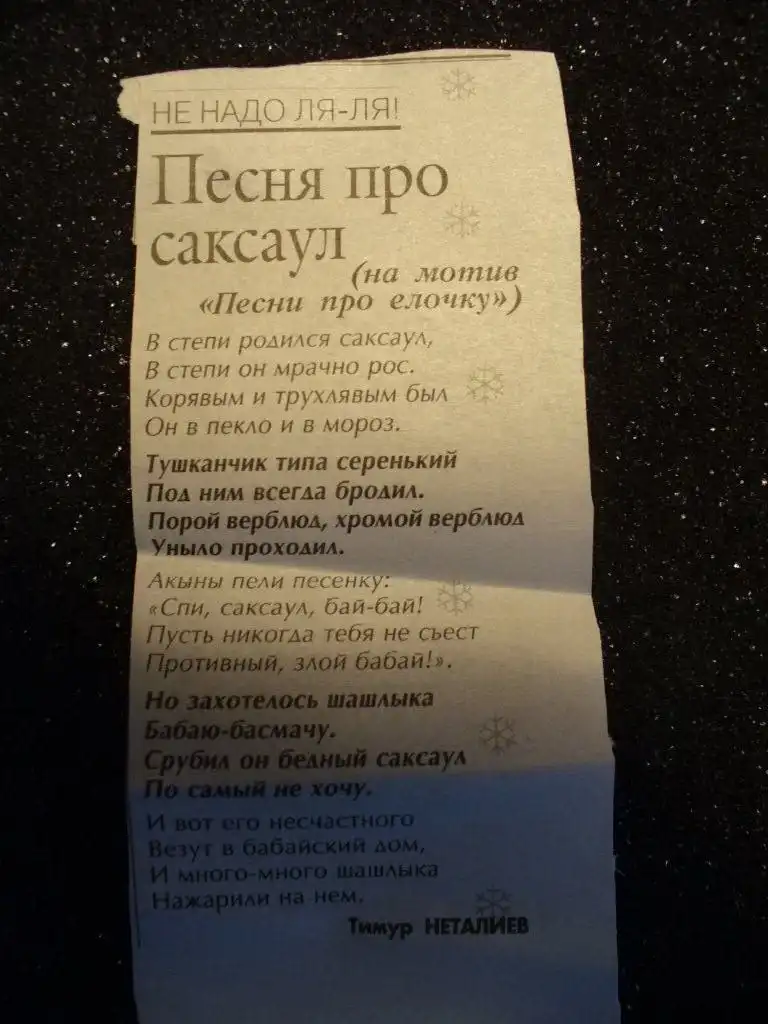 НЕ НАДО ЛЯ-ЛЯ!
Песня про
саксаул
(на мотив
«Песни про елочку»)
В степи родился саксаул,
В степи он мрачно рос.
Корявым и трухлявым был
Он в пекло и в мороз.
Тушканчик типа серенький
Под ним всегда бродил.
Порой верблюд, хромой верблюд
Уныло проходил.
Акыны пели песенку:
«Спи, саксаул, бай-бай!
Пусть никогда тебя не съест
Противный, злой бабай!».
Но захотелось шашлыка
Бабаю-басмачу.
Срубил он бедный саксаул
По самый не хочу.
И вот его несчастного
Везут в бабайский дом,
И много-много шашлыка
Нажарили на нем.
Тимур НЕТАЛИЕВ